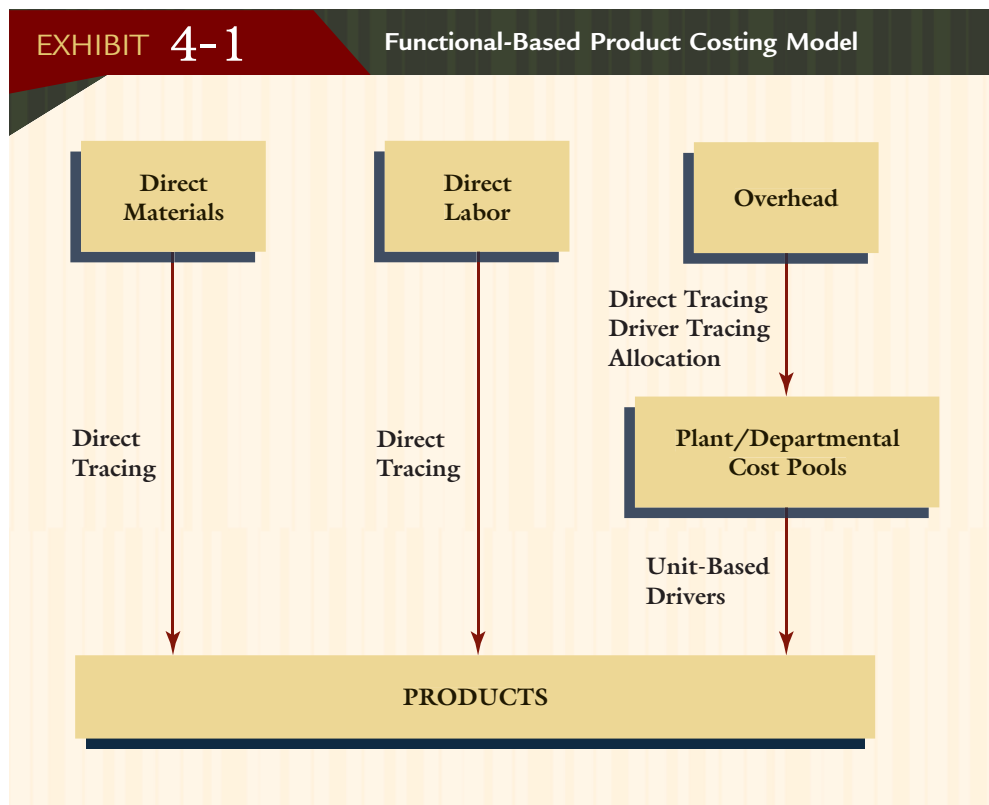 EXHIBIT 4-1
Functional-Based Product Costing Model
Direct
Materials
Direct
Labor
Overhead
Direct Tracing
Driver Tracing
Allocation
Direct
Tracing
Direct
Tracing
Plant/Departmental
Cost Pools
Unit-Based
Drivers
PRODUCTS